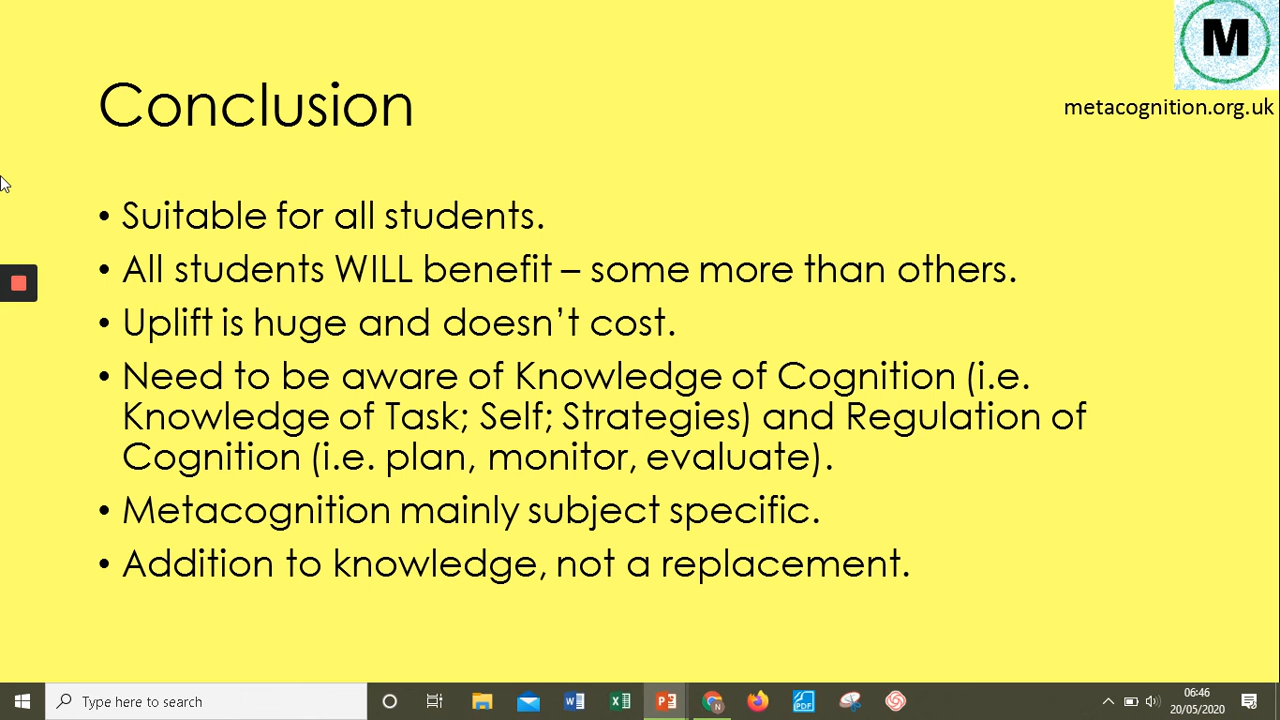 M
metacognition.org.uk
Conclusion
• Suitable for all students.
• All students WILL benefit – some more than others.
• Uplift is huge and doesn't cost.
• Need to be aware of Knowledge of Cognition (i.e.
Knowledge of Task; Self; Strategies) and Regulation of
Cognition (i.e. plan, monitor, evaluate).
• Metacognition mainly subject specific.
• Addition to knowledge, not a replacement.
Type here to search
06:46
20/05/2020